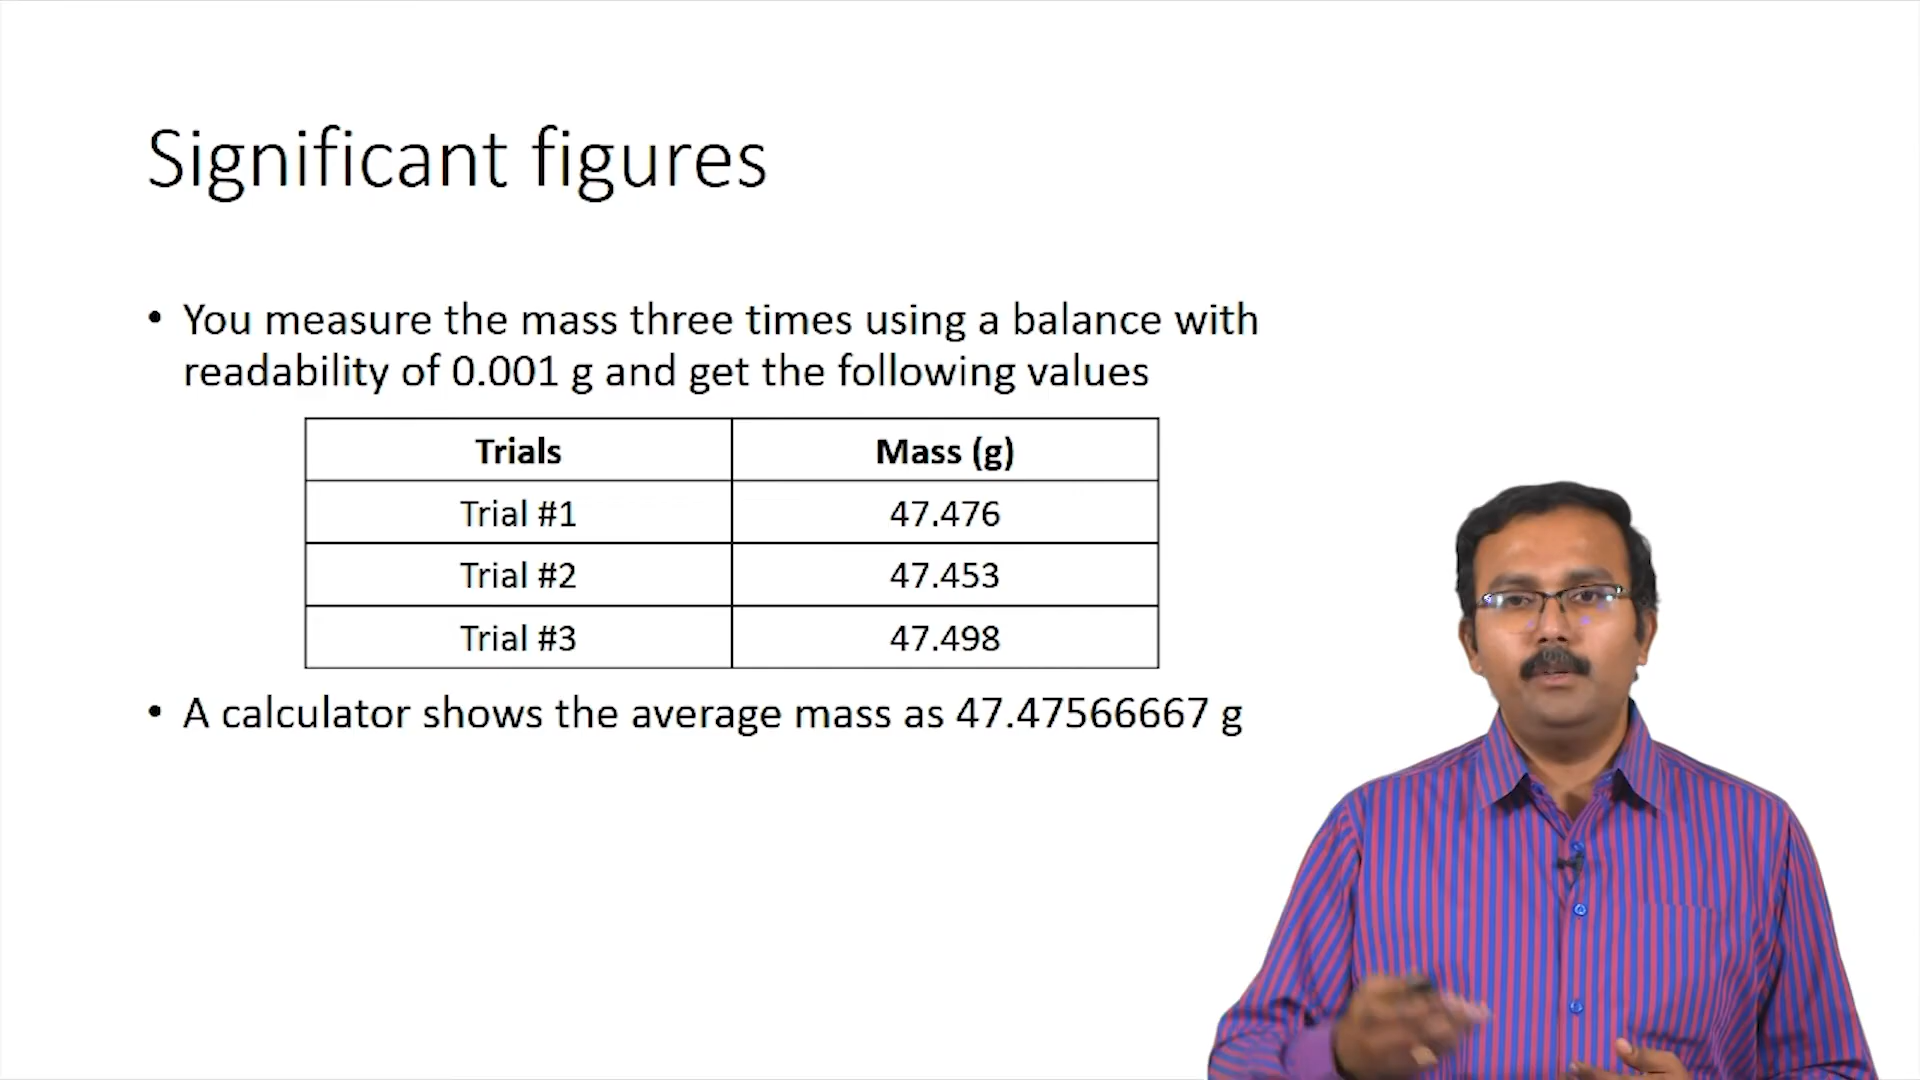 Significant figures
• You measure the mass three times using a balance with
readability of 0.001 g and get the following values
Trials Mass (g)
Trial #1 47.476
Trial #2 47.453
Trial #3 47.498
• A calculator shows the average mass as 47.47566667 g